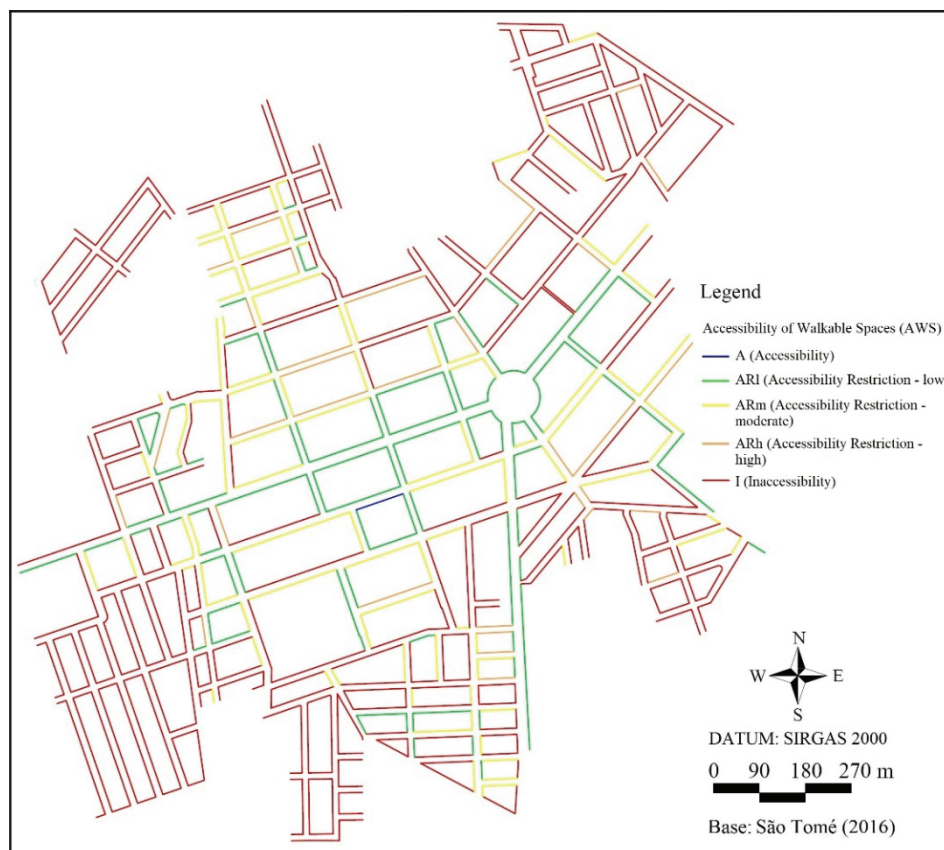 Legend
Accessibility of Walkable Spaces (AWS)
A (Accessibility)
ARl (Accessibility Restriction - low
ARm (Accessibility Restriction -
moderate)
ARh (Accessibility Restriction -
high)
I (Inaccessibility)
N
W E
S
DATUM: SIRGAS 2000
0 90 180 270 m
Base: São Tomé (2016)